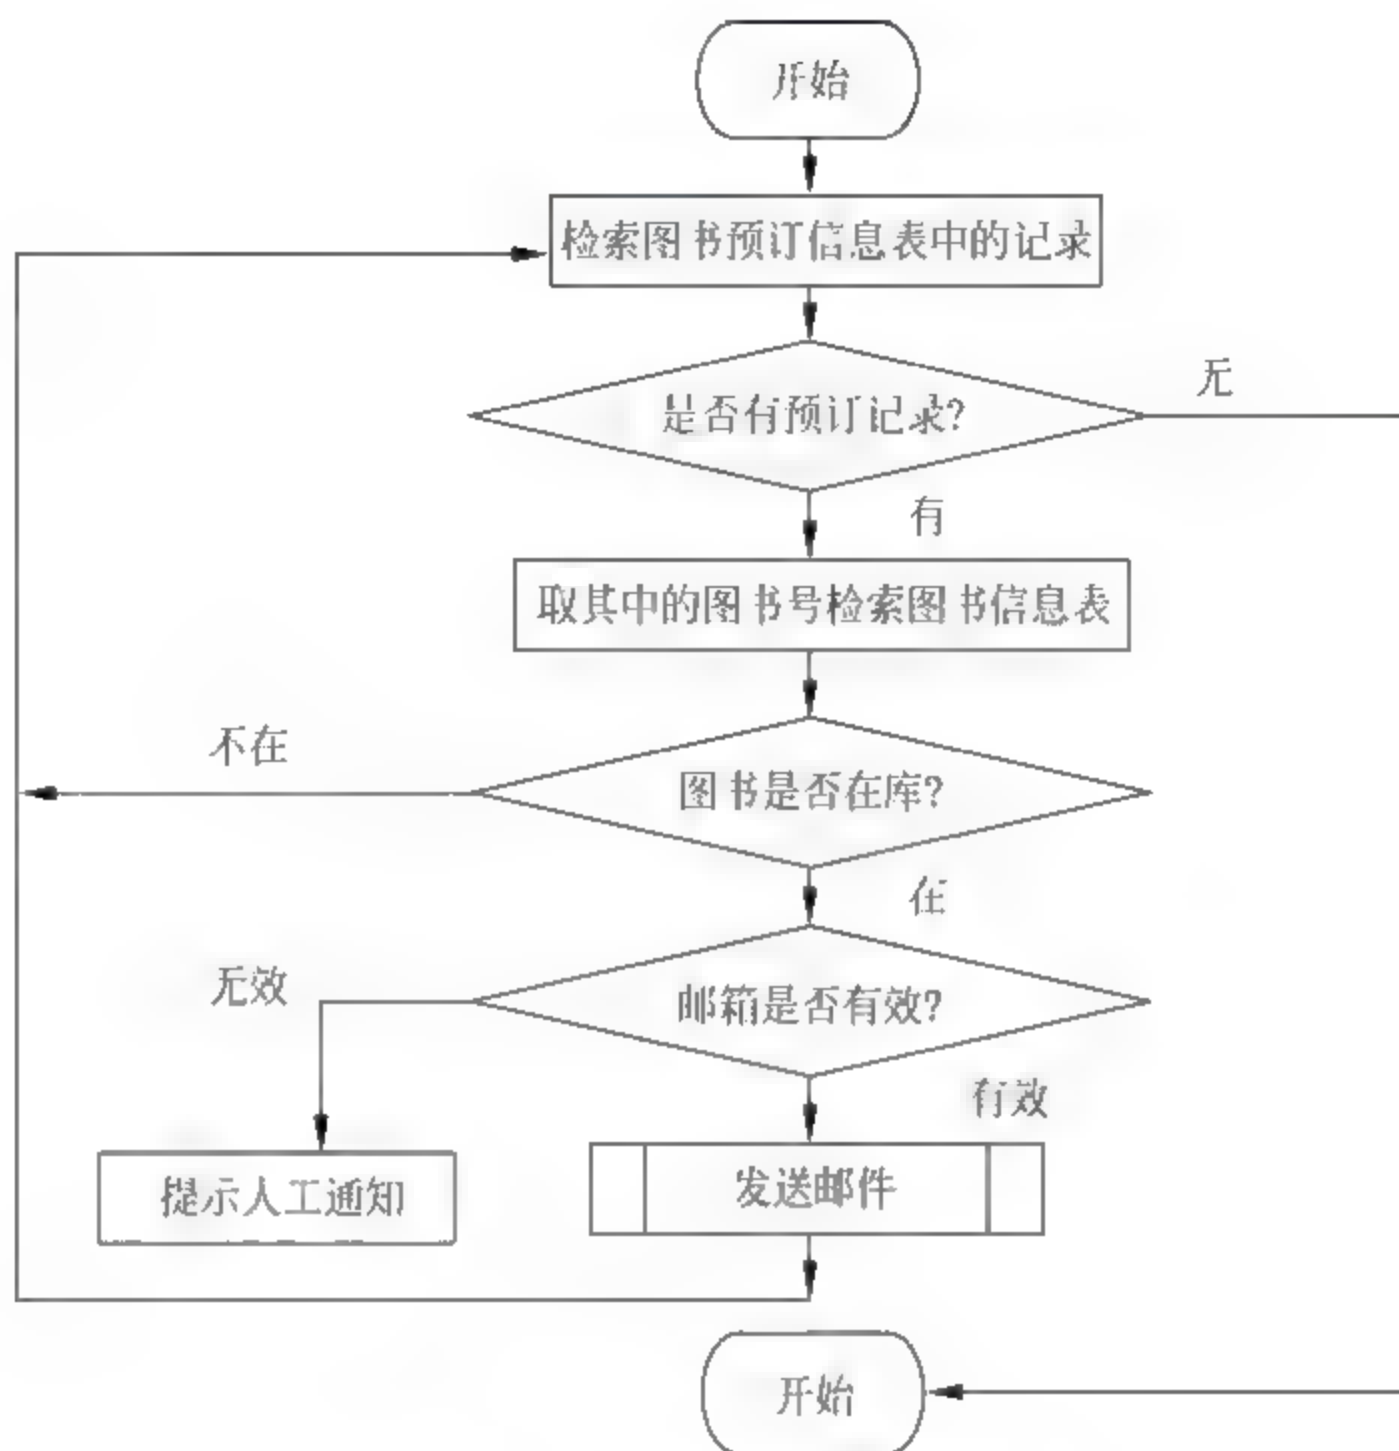 开始
检索图书预订信息表中的记录
是否有预订记录?
无
有
取其中的图书号检索图书信息表
不在
图书是否在库?
在
无效
邮箱是否有效?
有效
提示人工通知
发送邮件
开始